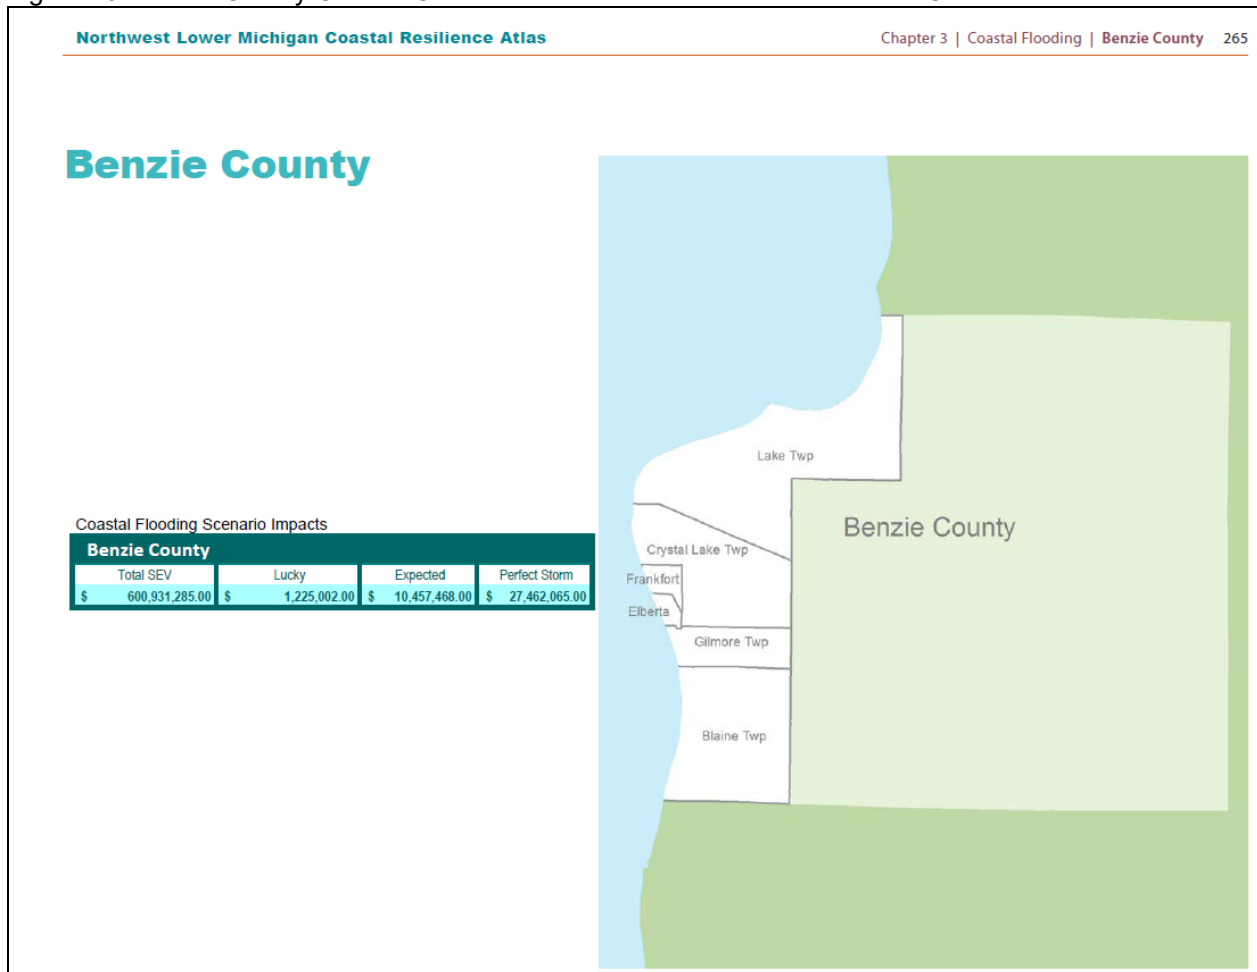 Northwest Lower Michigan Coastal Resilience Atlas
Chapter 3 | Coastal Flooding | Benzie County 265
Benzie County
Lake Twp
Benzie County
Crystal Lake Twp
Frankfort
Elberta
Gilmore Twp
Blaine Twp
Coastal Flooding Scenario Impacts
Benzie County
Total SEV Lucky Expected Perfect Storm
$ 600,931,285.00 $ 1,225,002.00 $ 10,457,468.00 $ 27,462,065.00